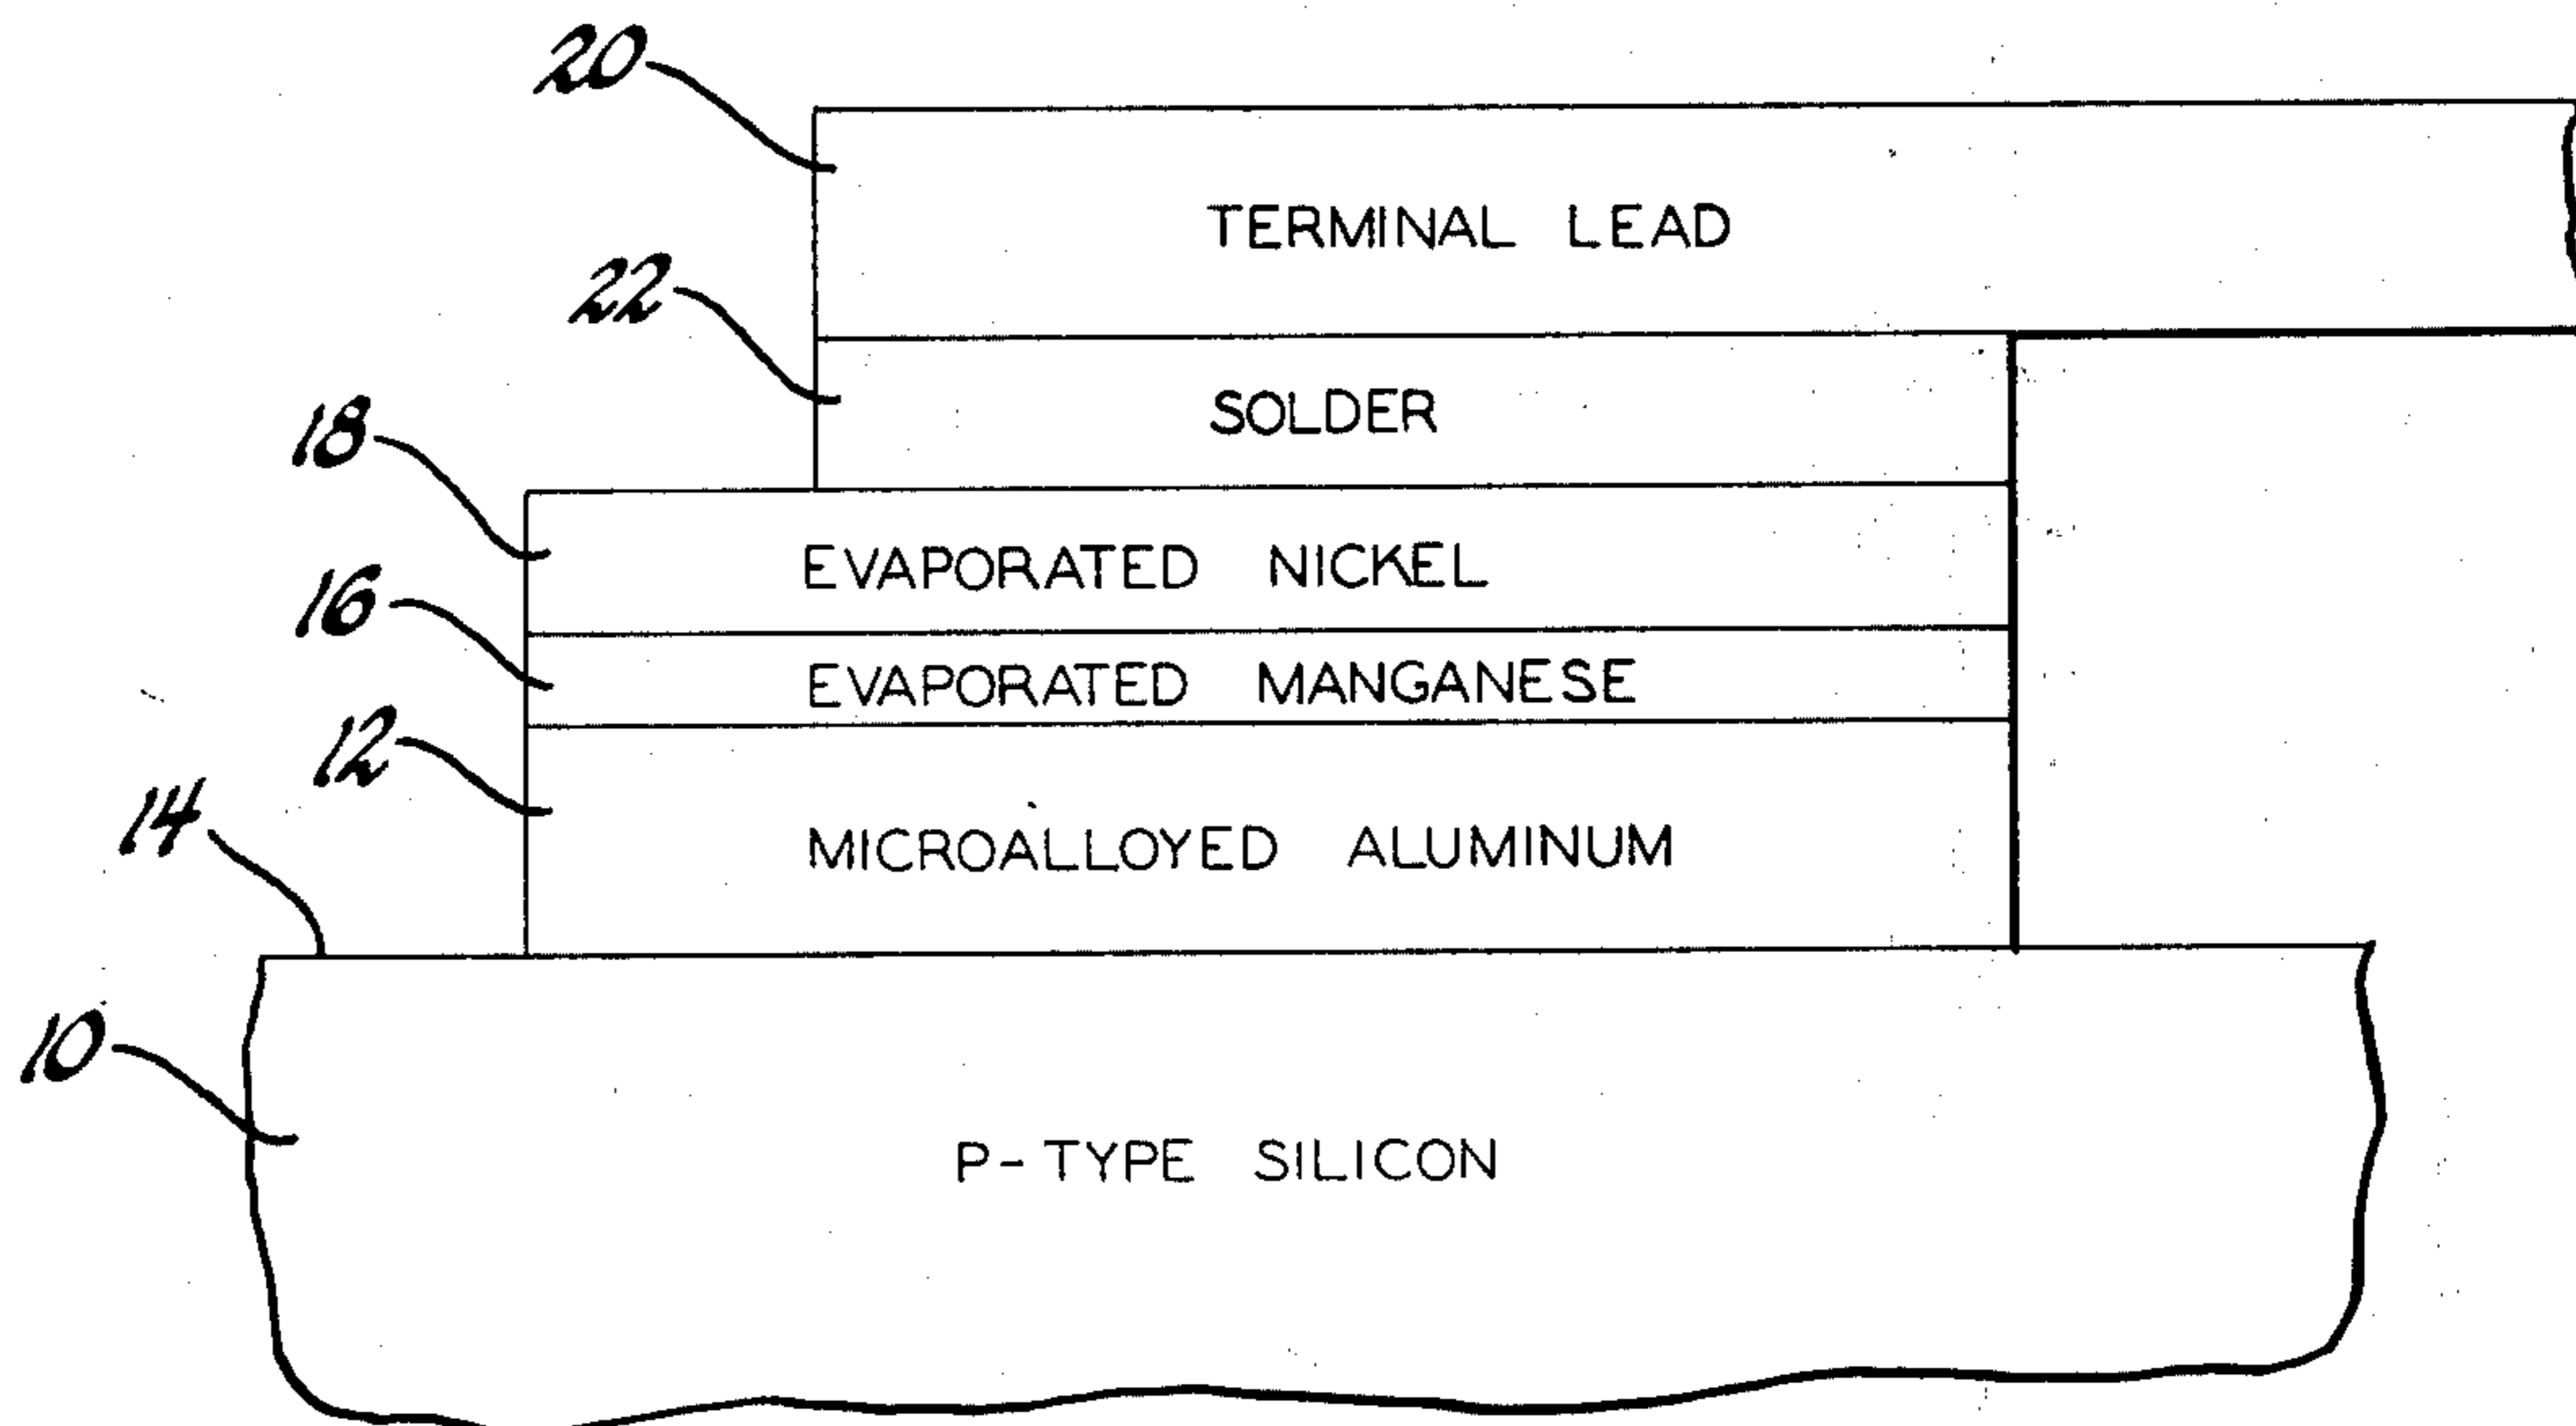 20
TERMINAL LEAD
22
SOLDER
18
EVAPORATED NICKEL
16
EVAPORATED MANGANESE
12
MICROALLOYED ALUMINUM
14
10
P-TYPE SILICON